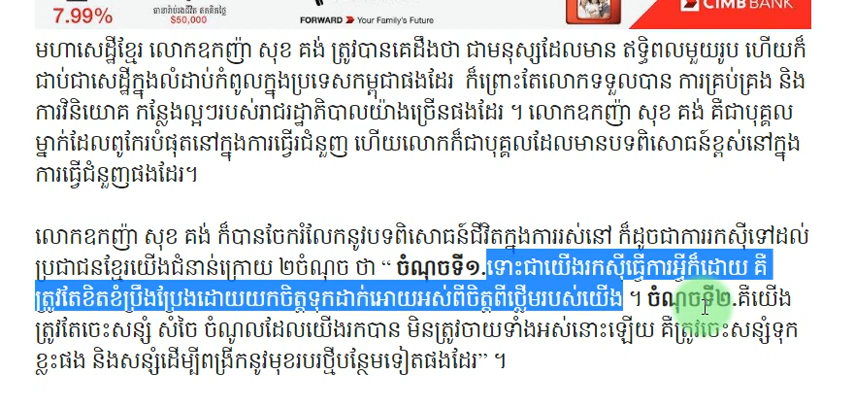 7.99%
$50,000
FORWARD Your Family's Future
CIMB BANK
មហាសេដ្ឋីខ្មែរ លោកឧកញ៉ា សុខ គង់ ត្រូវបានគេដឹងថា ជាមនុស្សដែលមាន ឥទ្ធិពលមួយរូប ហើយក៏
ជាប់ជាសេដ្ឋីក្នុងលំដាប់កំពូលក្នុងប្រទេសកម្ពុជាផងដែរ ក៏ព្រោះតែលោកទទួលបាន ការគ្រប់គ្រង និង
ការវិនិយោគ កន្លែងល្អៗរបស់រាជរដ្ឋាភិបាលយ៉ាងច្រើនផងដែរ ។ លោកឧកញ៉ា សុខ គង់ គឺជាបុគ្គល
ម្នាក់ដែលពូកែរបំផុតនៅក្នុងការធ្វើរជំនួញ ហើយលោកក៏ជាបុគ្គលដែលមានបទពិសោធន៍ខ្ពស់នៅក្នុង
ការធ្វើជំនួញផងដែរ។
លោកឧកញ៉ា សុខ គង់ ក៏បានចែករំលែកនូវបទពិសោធន៍ជីវិតក្នុងការរស់នៅ ក៏ដូចជាការរកស៊ីទៅដល់
ប្រជាជនខ្មែរយើងជំនាន់ក្រោយ ២ចំណុច ថា “ ចំណុចទី១.ទោះជាយើងរកស៊ីធ្វើការអ្វីក៏ដោយ គឺ
ត្រូវតែខិតខំប្រឹងប្រែងដោយយកចិត្តទុកដាក់អោយអស់ពីចិត្តពីថ្លើមរបស់យើង ។ ចំណុចទី២.គឺយើង
ត្រូវតែចេះសន្សំ សំចៃ ចំណូលដែលយើងរកបាន មិនត្រូវចាយទាំងអស់នោះឡើយ គឺត្រូវចេះសន្សំទុក
ខ្លះផង និងសន្សំដើម្បីពង្រីកនូវមុខរបរថ្មីបន្ថែមទៀតផងដែរ” ។